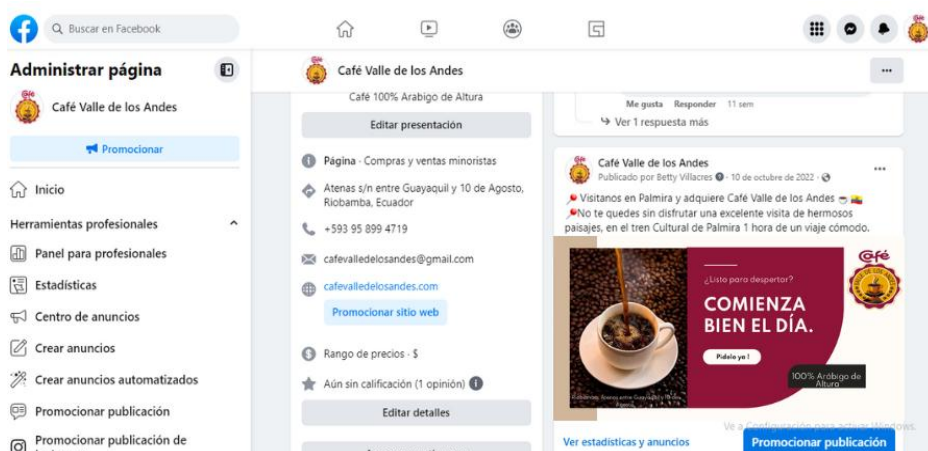 Buscar en Facebook
Administrar página
Café Valle de los Andes
Promocionar
Inicio
Herramientas profesionales
Panel para profesionales
Estadísticas
Centro de anuncios
Crear anuncios
Crear anuncios automatizados
Promocionar publicación
Promocionar publicación de
Café Valle de los Andes
Café 100% Arabigo de Altura
Editar presentación
Página · Compras y ventas minoristas
Atenas s/n entre Guayaquil y 10 de Agosto,
Riobamba, Ecuador
+593 95 899 4719
cafevalledelosandes@gmail.com
cafevalledelosandes.com
Promocionar sitio web
Rango de precios · $
Aún sin calificación (1 opinión)
Editar detalles
Me gusta Responder 11 sem
Ver 1 respuesta más
Café Valle de los Andes
Publicado por Betty Villacres · 10 de octubre de 2022 ·
Visitanos en Palmira y adquiere Café Valle de los Andes
No te quedes sin disfrutar una excelente visita de hermosos
paisajes, en el tren Cultural de Palmira 1 hora de un viaje cómodo.
Café
VALLE DE LOS ANDES
¿Listo para despertar?
COMIENZA
BIEN EL DÍA.
Pídelo ya !
100% Arábigo de
Altura
Ve a Configuración para activar Windows.
Ver estadísticas y anuncios
Promocionar publicación